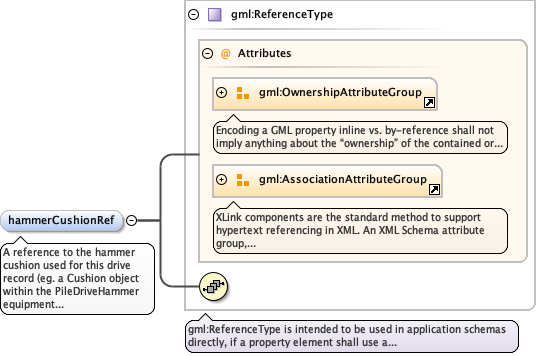 gml:ReferenceType
@ Attributes
gml:OwnershipAttributeGroup
Encoding a GML property inline vs. by-reference shall not
imply anything about the “ownership” of the contained or...
gml:AssociationAttributeGroup
XLink components are the standard method to support
hypertext referencing in XML. An XML Schema attribute
group,...
hammerCushionRef
A reference to the hammer
cushion used for this drive
record (eg. a Cushion object
within the PileDriveHammer
equipment...
gml:ReferenceType is intended to be used in application schemas
directly, if a property element shall use a...